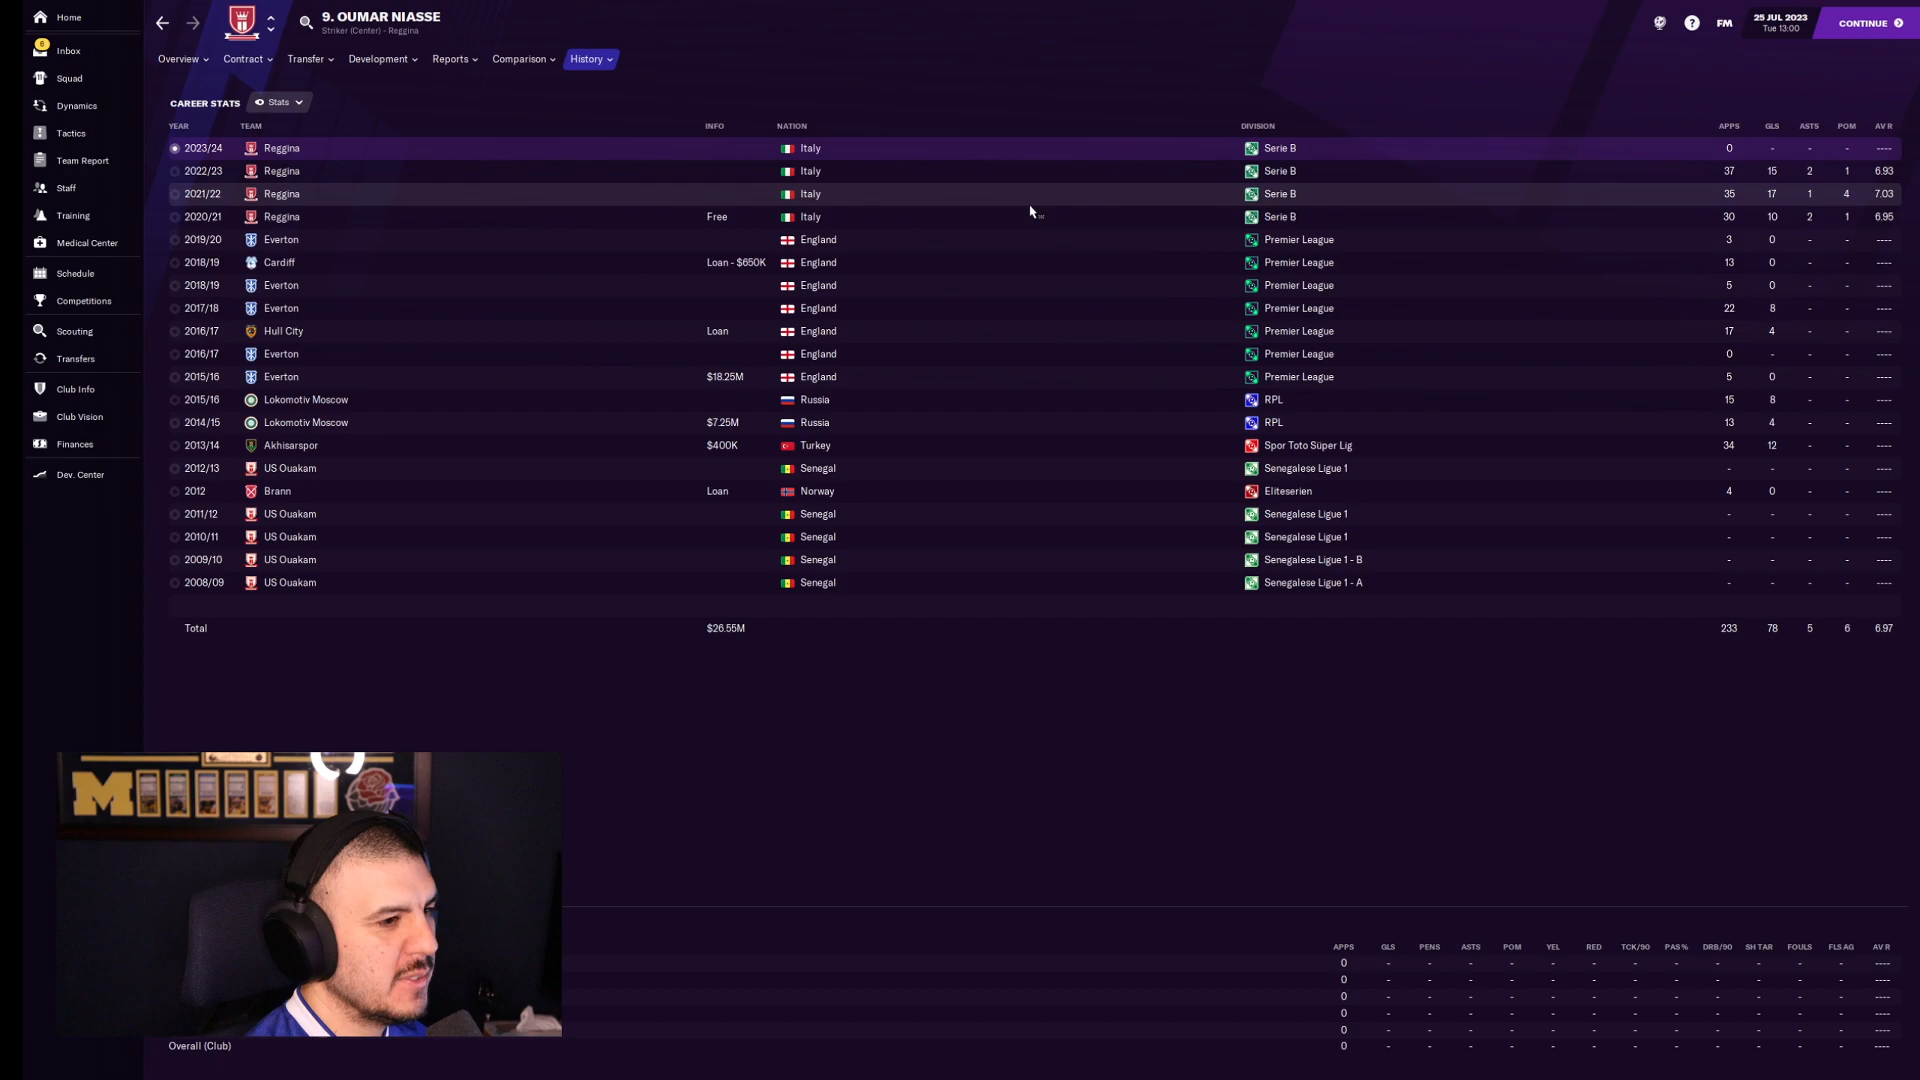 Home
9. OUMAR NIASSE
Striker (Center) - Reggina
FM
25 JUL 2023
Tue 13:00
CONTINUE
6
Inbox
Squad
Dynamics
Tactics
Team Report
Staff
Training
Medical Center
Schedule
Competitions
Scouting
Transfers
Club Info
Club Vision
Finances
Dev. Center
Overview Contract Transfer Development Reports Comparison History
CAREER STATS Stats
YEAR TEAM INFO NATION DIVISION APPS GLS ASTS POM AV R
2023/24 Reggina Italy Serie B 0 - - - ----
2022/23 Reggina Italy Serie B 37 15 2 1 6.93
2021/22 Reggina Italy Serie B 35 17 1 4 7.03
2020/21 Reggina Free Italy Serie B 30 10 2 1 6.95
2019/20 Everton England Premier League 3 0 - - ----
2018/19 Cardiff Loan - $650K England Premier League 13 0 - - ----
2018/19 Everton England Premier League 5 0 - - ----
2017/18 Everton England Premier League 22 8 - - ----
2016/17 Hull City Loan England Premier League 17 4 - - ----
2016/17 Everton England Premier League 0 - - - ----
2015/16 Everton $18.25M England Premier League 5 0 - - ----
2015/16 Lokomotiv Moscow Russia RPL 15 8 - - ----
2014/15 Lokomotiv Moscow $7.25M Russia RPL 13 4 - - ----
2013/14 Akhisarspor $400K Turkey Spor Toto Süper Lig 34 12 - - ----
2012/13 US Ouakam Senegal Senegalese Ligue 1 - - - - ----
2012 Brann Loan Norway Eliteserien 4 0 - - ----
2011/12 US Ouakam Senegal Senegalese Ligue 1 - - - - ----
2010/11 US Ouakam Senegal Senegalese Ligue 1 - - - - ----
2009/10 US Ouakam Senegal Senegalese Ligue 1 - B - - - - ----
2008/09 US Ouakam Senegal Senegalese Ligue 1 - A - - - - ----
Total $26.55M 233 78 5 6 6.97
M
APPS GLS PENS ASTS POM YEL RED TCK/90 PAS % DRB/90 SH TAR FOULS FLS AG AV R
0 - - - - - - - - - - - - ----
0 - - - - - - - - - - - - ----
0 - - - - - - - - - - - - ----
0 - - - - - - - - - - - - ----
0 - - - - - - - - - - - - ----
Overall (Club) 0 - - - - - - - - - - - - ----